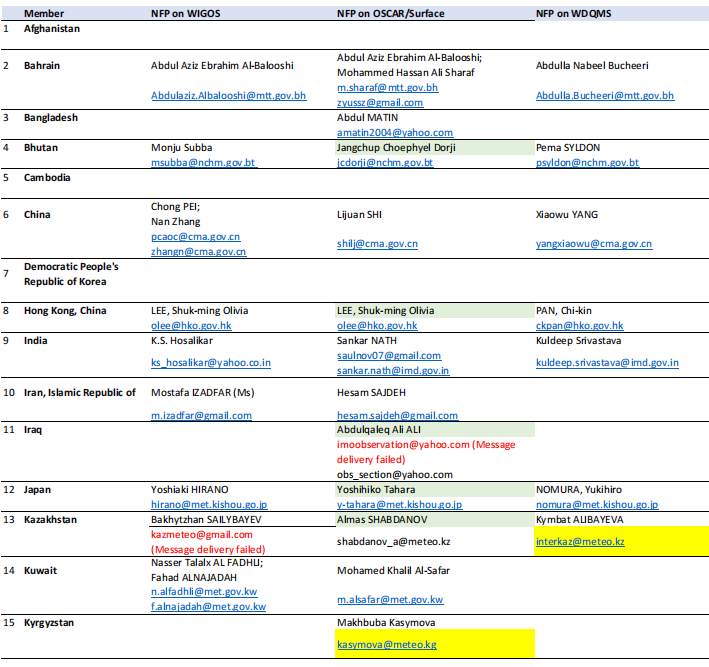 Member NFP on WIGOS NFP on OSCAR/Surface NFP on WDQMS
1 Afghanistan
2 Bahrain Abdul Aziz Ebrahim Al-Balooshi Abdul Aziz Ebrahim Al-Balooshi; Abdulla Nabeel Bucheeri
Mohammed Hassan Ali Sharaf
Abdulaziz.Albalooshi@mtt.gov.bh m.sharaf@mtt.gov.bh Abdulla.Bucheeri@mtt.gov.bh
zyussz@gmail.com
3 Bangladesh Abdul MATIN
amatin2004@yahoo.com
4 Bhutan Monju Subba Jangchup Choephyel Dorji Pema SYLDON
msubba@nchm.gov.bt jcdorji@nchm.gov.bt psyldon@nchm.gov.bt
5 Cambodia
6 China Chong PEI; Lijuan SHI Xiaowu YANG
Nan Zhang
pcaoc@cma.gov.cn shilj@cma.gov.cn yangxiaowu@cma.gov.cn
zhangn@cma.gov.cn
7 Democratic People's
Republic of Korea
8 Hong Kong, China LEE, Shuk-ming Olivia LEE, Shuk-ming Olivia PAN, Chi-kin
olee@hko.gov.hk olee@hko.gov.hk ckpan@hko.gov.hk
9 India K.S. Hosalikar Sankar NATH Kuldeep Srivastava
ks_hosalikar@yahoo.co.in saulnov07@gmail.com kuldeep.srivastava@imd.gov.in
sankar.nath@imd.gov.in
10 Iran, Islamic Republic of Mostafa IZADFAR (Ms) Hesam SAJDEH
m.izadfar@gmail.com hesam.sajdeh@gmail.com
11 Iraq Abdulqaleq Ali ALI
imoobservation@yahoo.com (Message
delivery failed)
obs_section@yahoo.com
12 Japan Yoshiaki HIRANO Yoshihiko Tahara NOMURA, Yukihiro
hirano@met.kishou.go.jp y-tahara@met.kishou.go.jp nomura@met.kishou.go.jp
13 Kazakhstan Bakhytzhan SAILYBAYEV Almas SHABDANOV Kymbat ALIBAYEVA
kazmeteo@gmail.com shabdanov_a@meteo.kz interkaz@meteo.kz
(Message delivery failed)
14 Kuwait Nasser Talalx AL FADHLI; Mohamed Khalil Al-Safar
Fahad ALNAJADAH
n.alfadhli@met.gov.kw m.alsafar@met.gov.kw
f.alnajadah@met.gov.kw
15 Kyrgyzstan Makhbuba Kasymova
kasymova@meteo.kg